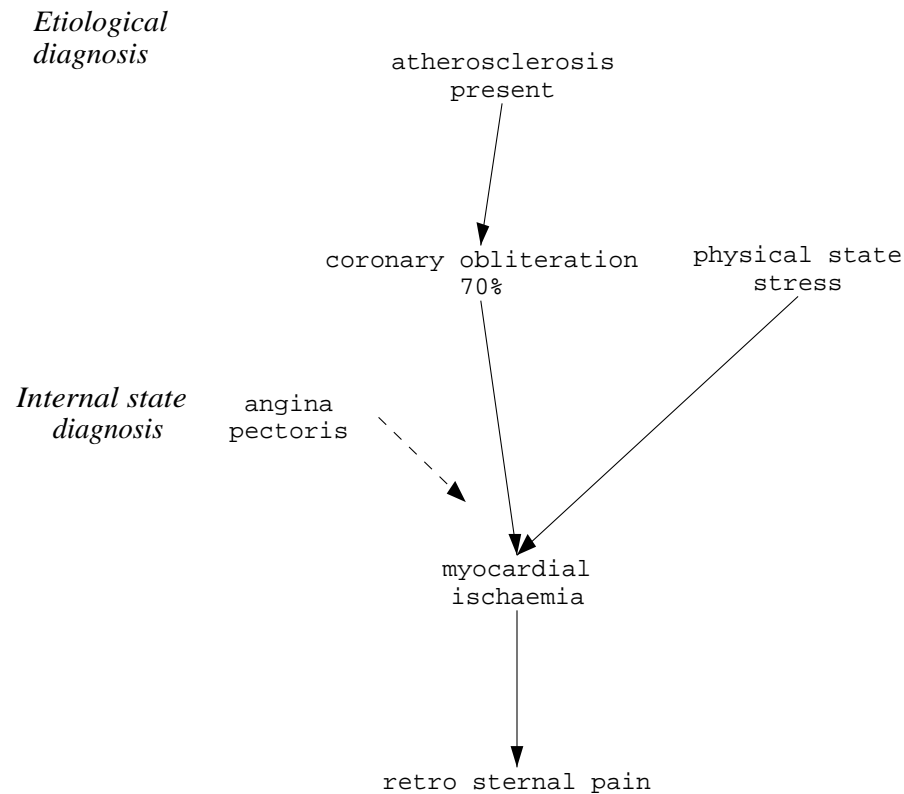 Etiological
diagnosis
atherosclerosis
present
coronary obliteration
70%
physical state
stress
Internal state
diagnosis
angina
pectoris
myocardial
ischaemia
retro sternal pain